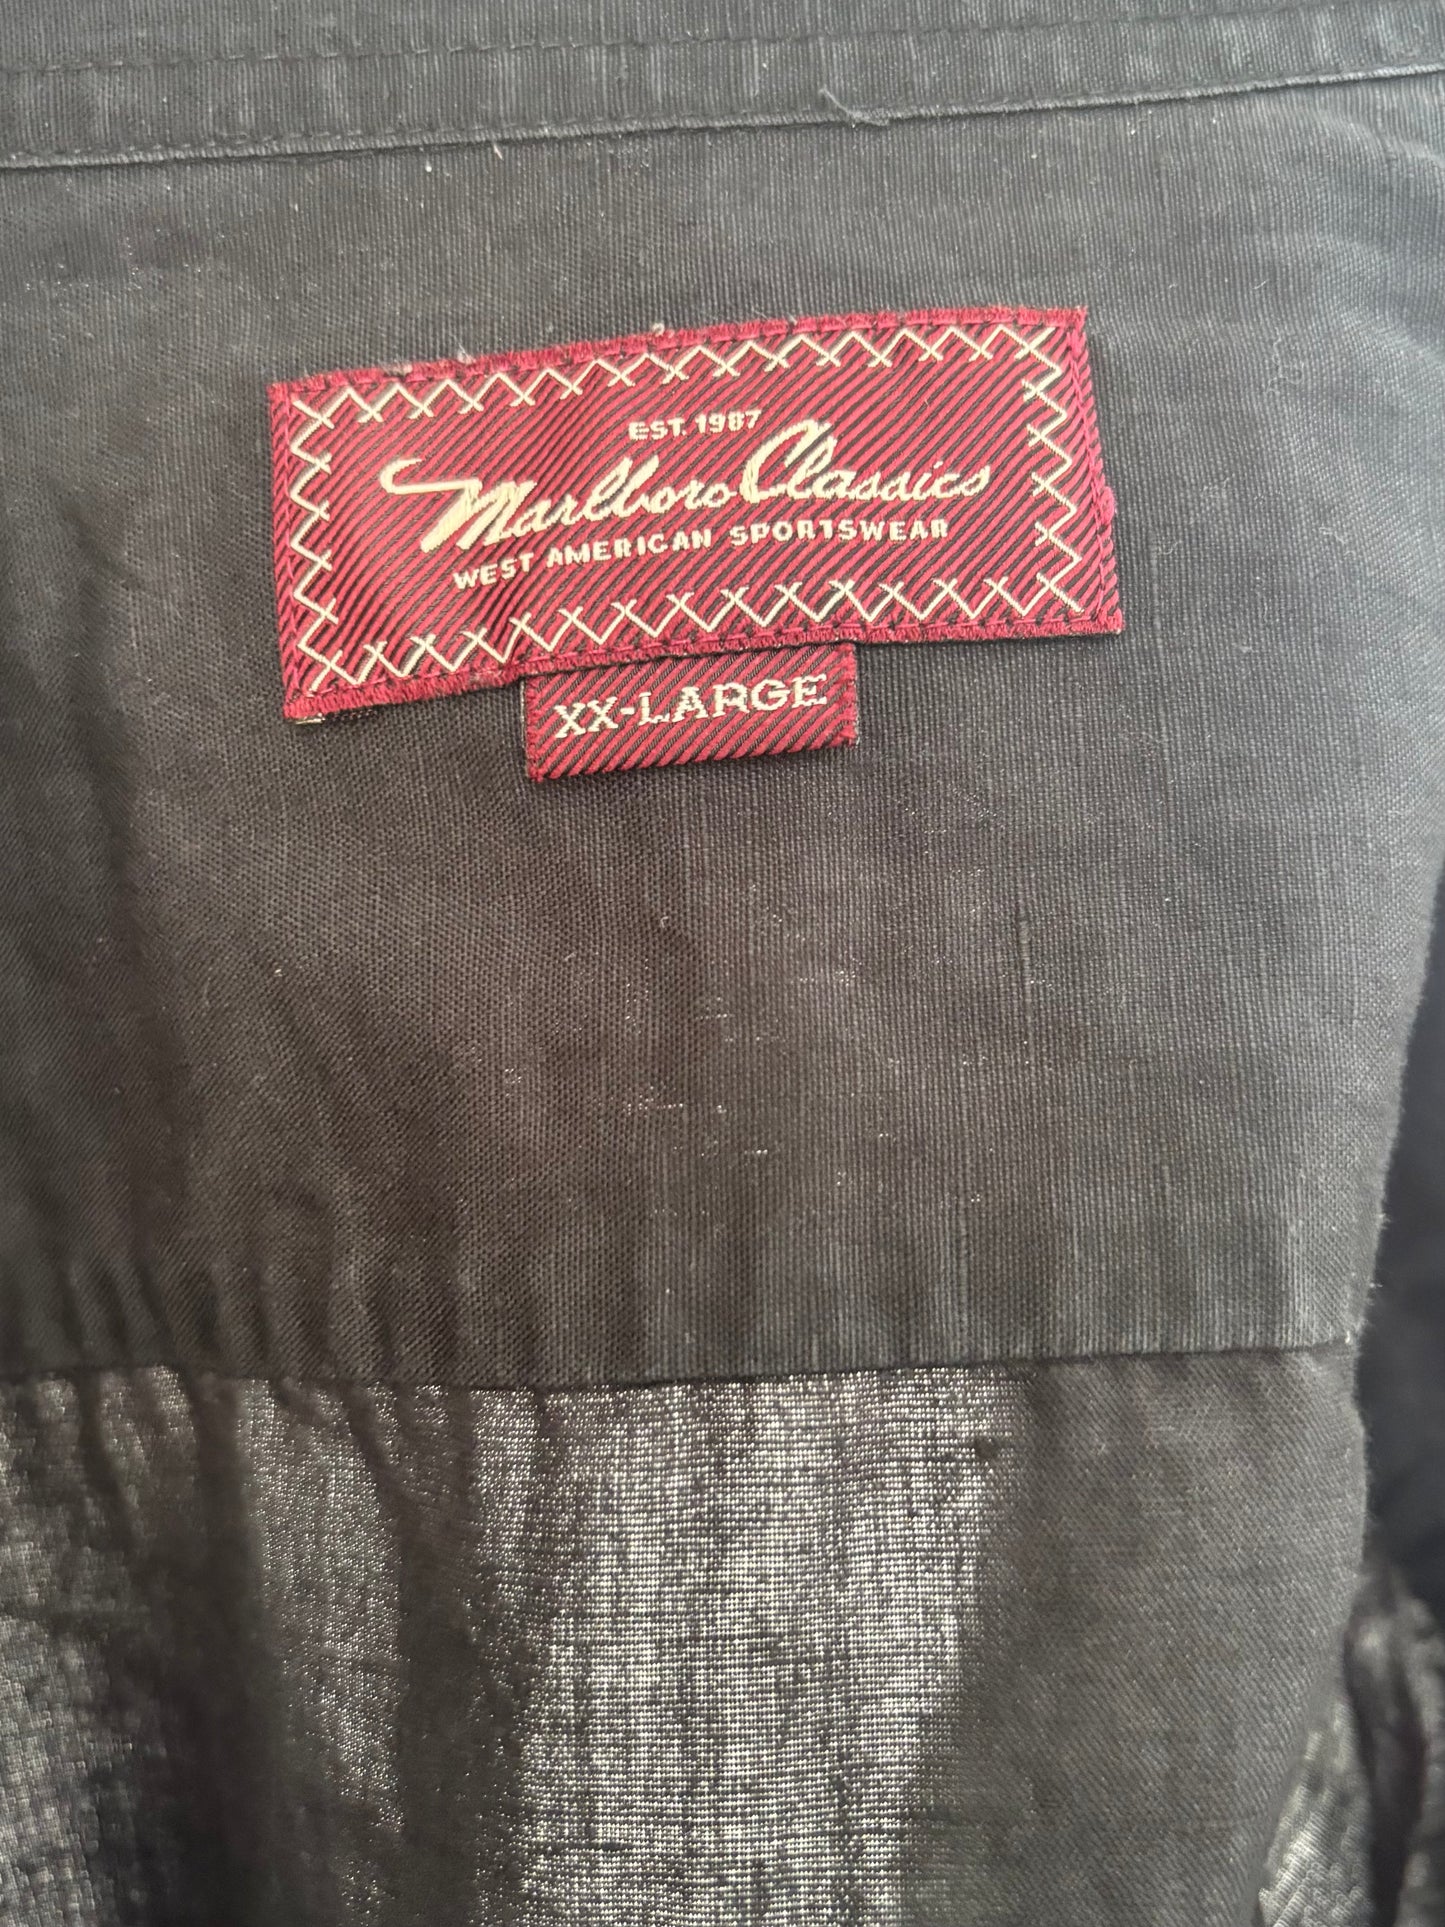 EST. 1987
Marlboro Classics
WEST AMERICAN SPORTSWEAR
XX-LARGE